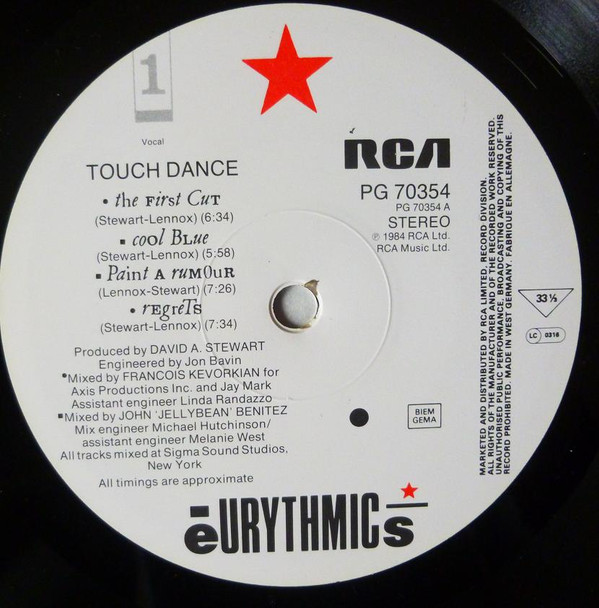 1
Vocal
RCA
TOUCH DANCE
• the First Cut
(Stewart-Lennox) (6:34)
▪ cool Blue
(Stewart-Lennox) (5:58)
▪ Paint A rumOuR
(Lennox-Stewart) (7:26)
• rEgreTs
(Stewart-Lennox) (7:34)
PG 70354
PG 70354 A
STEREO
℗ 1984 RCA Ltd.
RCA Music Ltd.
Produced by DAVID A. STEWART
Engineered by Jon Bavin
•Mixed by FRANCOIS KEVORKIAN for
Axis Productions Inc. and Jay Mark
Assistant engineer Linda Randazzo
▪Mixed by JOHN 'JELLYBEAN' BENITEZ
Mix engineer Michael Hutchinson/
assistant engineer Melanie West
All tracks mixed at Sigma Sound Studios,
New York
All timings are approximate
BIEM
GEMA
33⅓
LC 0316
MARKETED AND DISTRIBUTED BY RCA LIMITED, RECORD DIVISION.
ALL RIGHTS OF THE MANUFACTURER AND OF THE RECORDED WORK RESERVED.
UNAUTHORISED PUBLIC PERFORMANCE, BROADCASTING AND COPYING OF THIS
RECORD PROHIBITED. MADE IN WEST GERMANY. FABRIQUE EN ALLEMAGNE.
eURYTHMICs